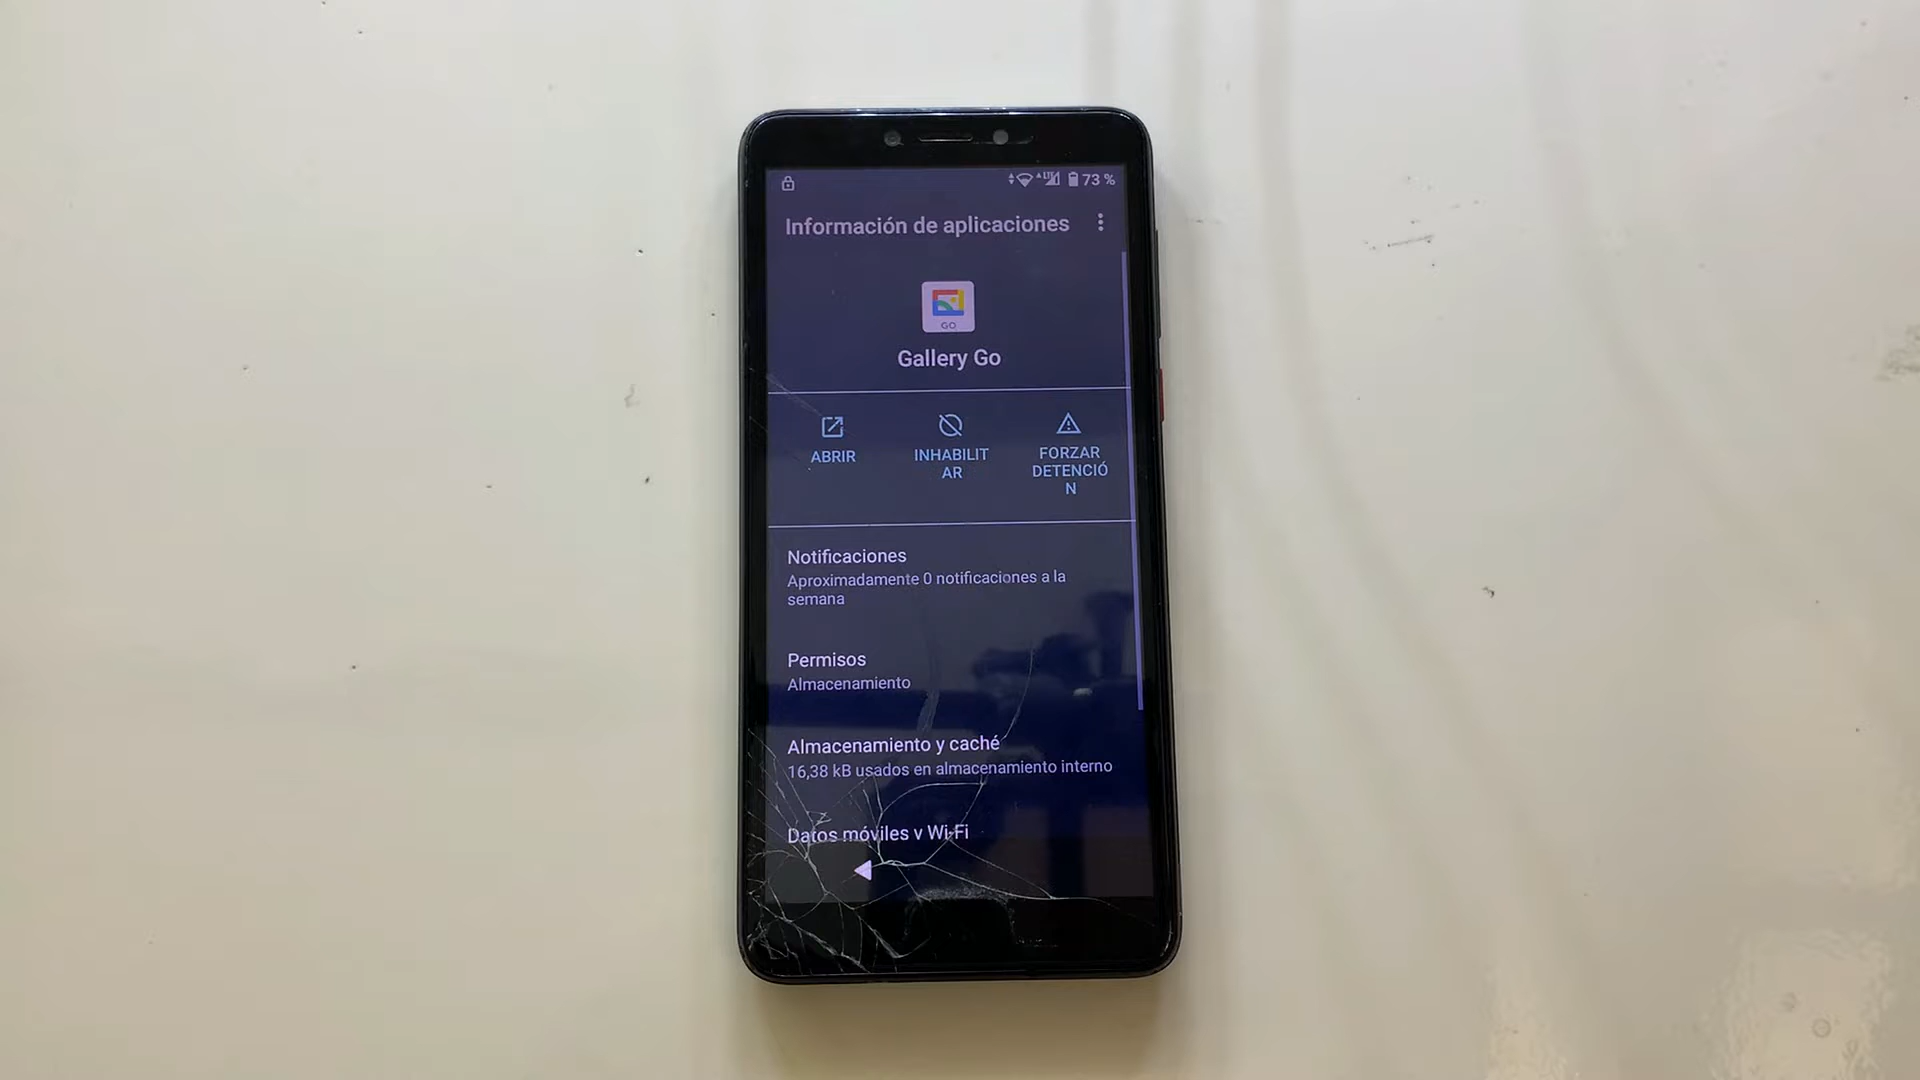 73 %
Información de aplicaciones
GO
Gallery Go
ABRIR
INHABILIT
AR
FORZAR
DETENCIÓ
N
Notificaciones
Aproximadamente 0 notificaciones a la
semana
Permisos
Almacenamiento
Almacenamiento y caché
16,38 kB usados en almacenamiento interno
Datos móviles y Wi-Fi